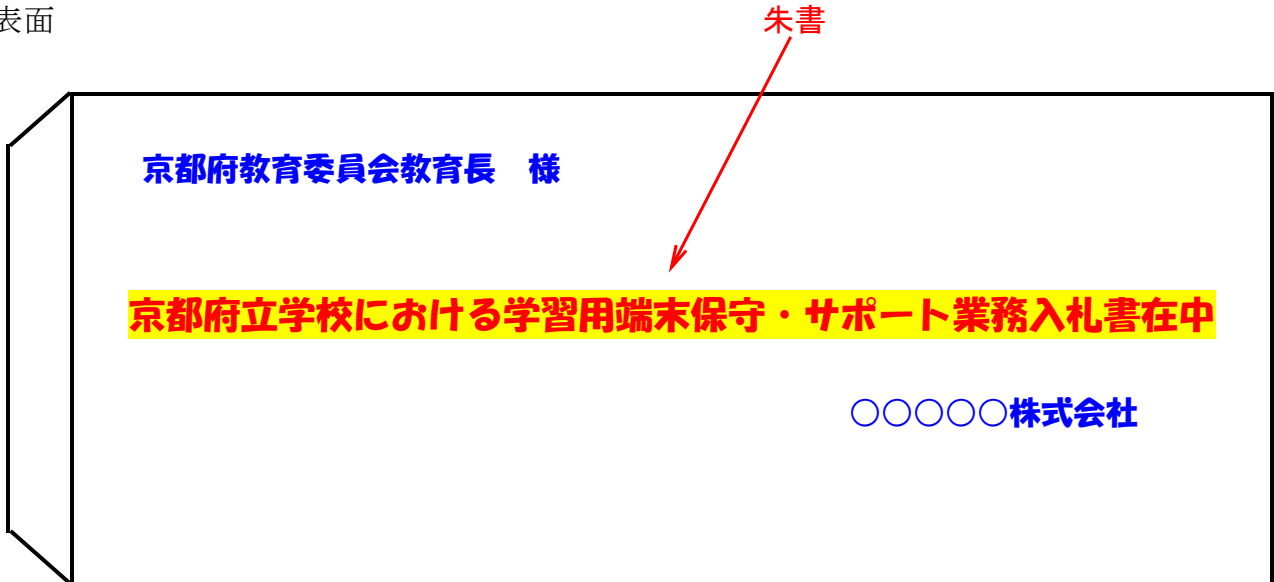 表面
朱書
京都府教育委員会教育長　様
京都府立学校における学習用端末保守・サポート業務入札書在中
○○○○○株式会社